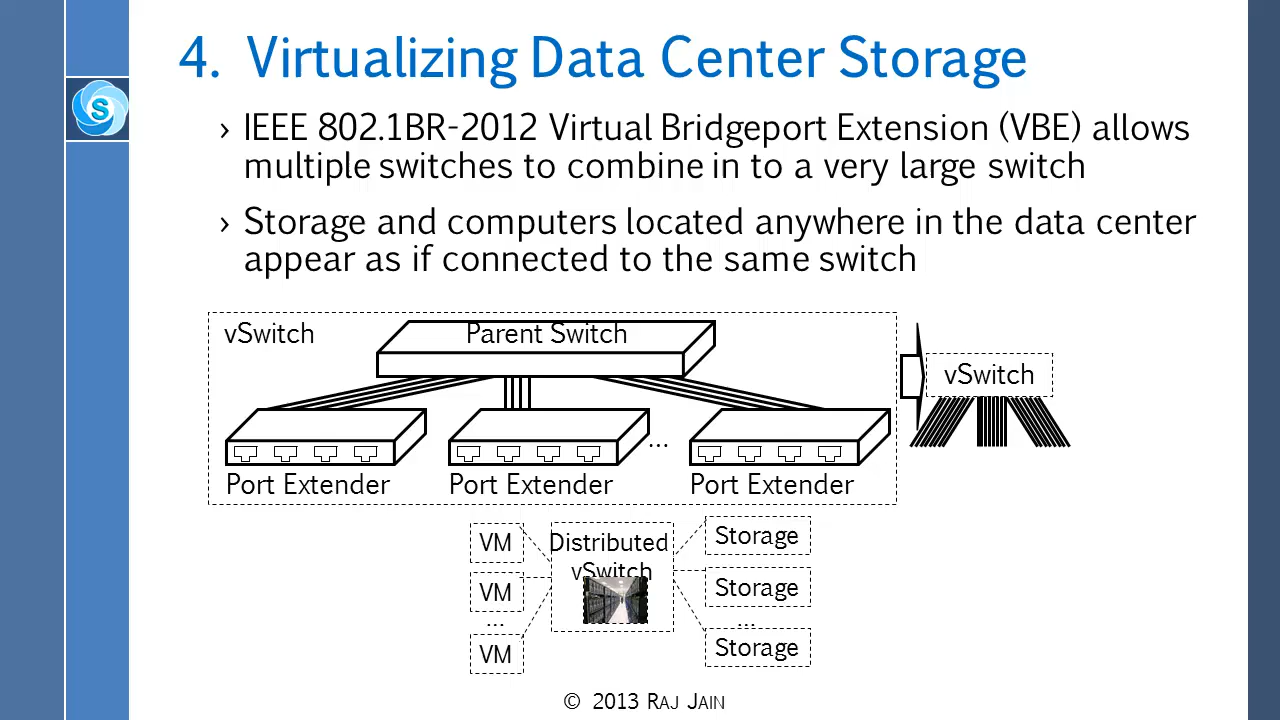 4. Virtualizing Data Center Storage
› IEEE 802.1BR-2012 Virtual Bridgeport Extension (VBE) allows
multiple switches to combine in to a very large switch
› Storage and computers located anywhere in the data center
appear as if connected to the same switch
vSwitch
Parent Switch
vSwitch
...
Port Extender
Port Extender
Port Extender
VM
VM
...
VM
Distributed
vSwitch
Storage
Storage
...
Storage
© 2013 RAJ JAIN
S